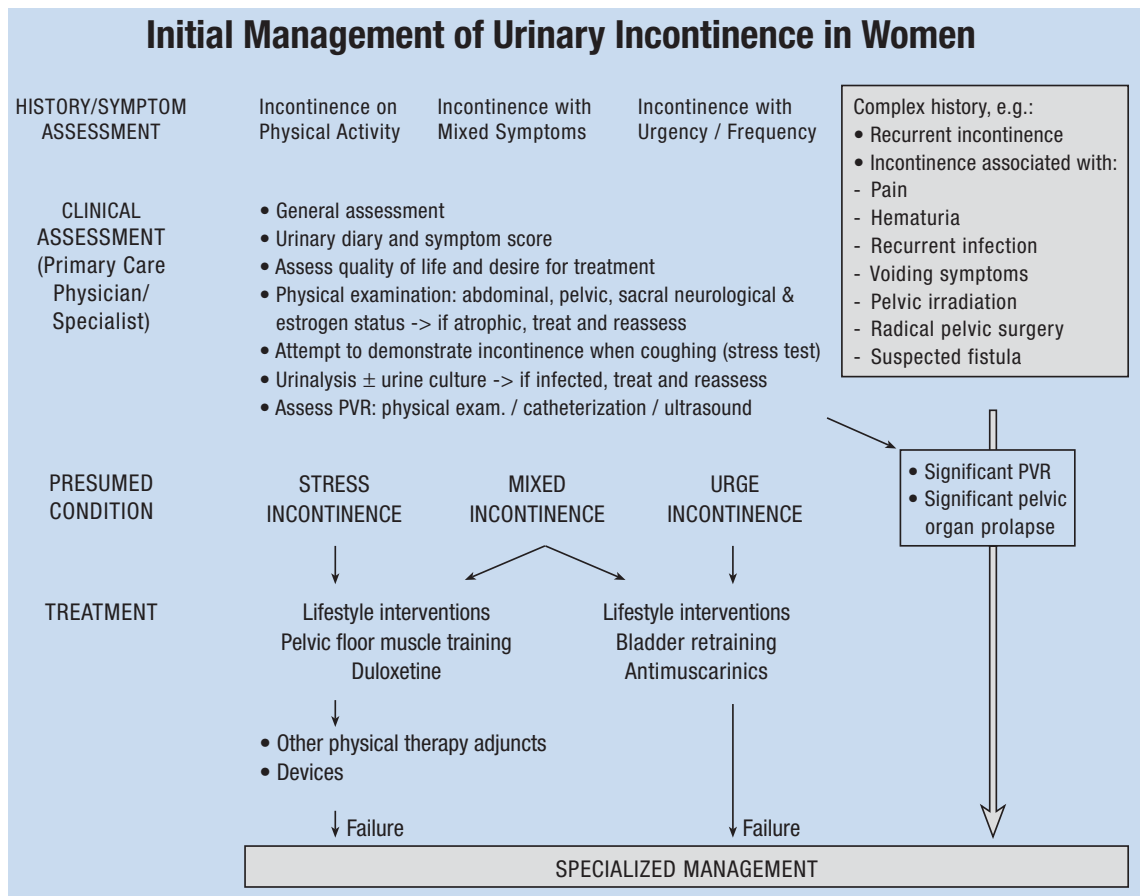 Initial Management of Urinary Incontinence in Women
HISTORY/SYMPTOM
ASSESSMENT
Incontinence on
Physical Activity
Incontinence with
Mixed Symptoms
Incontinence with
Urgency / Frequency
Complex history, e.g.:
• Recurrent incontinence
• Incontinence associated with:
- Pain
- Hematuria
- Recurrent infection
- Voiding symptoms
- Pelvic irradiation
- Radical pelvic surgery
- Suspected fistula
CLINICAL
ASSESSMENT
(Primary Care
Physician/
Specialist)
• General assessment
• Urinary diary and symptom score
• Assess quality of life and desire for treatment
• Physical examination: abdominal, pelvic, sacral neurological &
estrogen status -> if atrophic, treat and reassess
• Attempt to demonstrate incontinence when coughing (stress test)
• Urinalysis ± urine culture -> if infected, treat and reassess
• Assess PVR: physical exam. / catheterization / ultrasound
• Significant PVR
• Significant pelvic
organ prolapse
PRESUMED
CONDITION
STRESS
INCONTINENCE
MIXED
INCONTINENCE
URGE
INCONTINENCE
TREATMENT
Lifestyle interventions
Pelvic floor muscle training
Duloxetine
Lifestyle interventions
Bladder retraining
Antimuscarinics
• Other physical therapy adjuncts
• Devices
Failure
Failure
SPECIALIZED MANAGEMENT